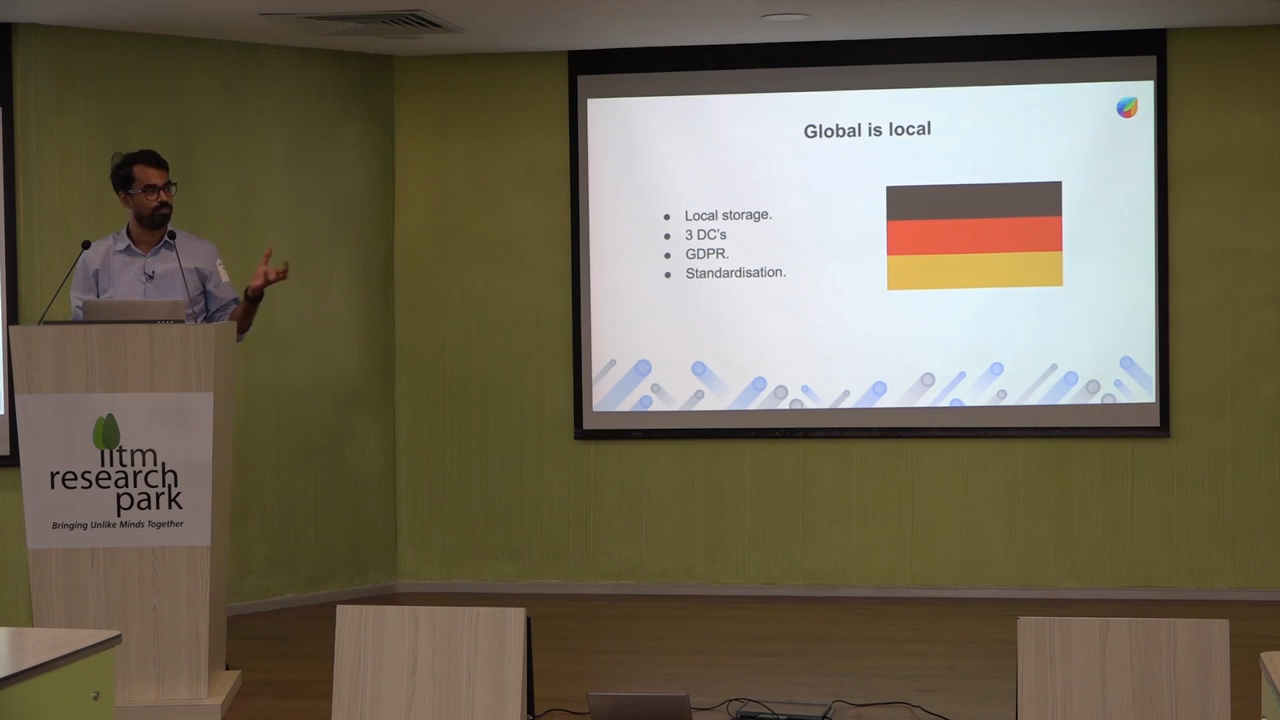 Global is local
Local storage.
3 DC's
GDPR.
Standardisation.
iitm
research
park
Bringing Unlike Minds Together